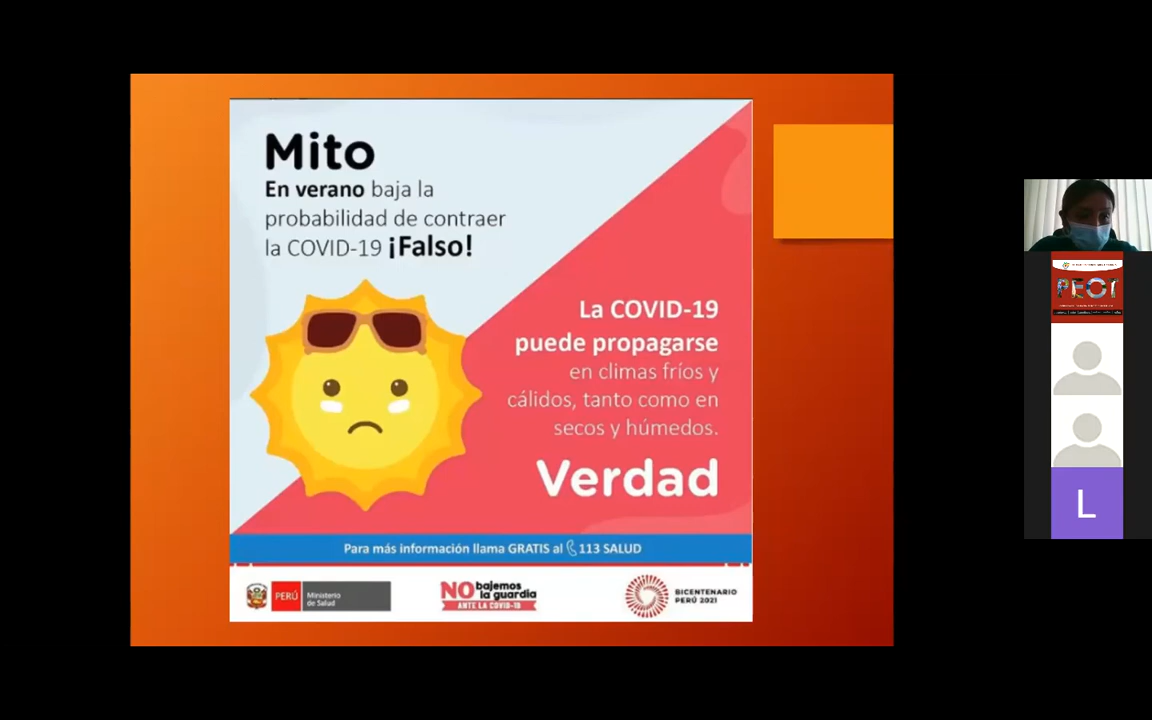 Mito
En verano baja la
probabilidad de contraer
la COVID-19 ¡Falso!
La COVID-19
puede propagarse
en climas fríos y
cálidos, tanto como en
secos y húmedos.
Verdad
Para más información llama GRATIS al 113 SALUD
PERÚ
Ministerio
de Salud
NO bajemos
la guardia
ANTE LA COVID-19
BICENTENARIO
PERÚ 2021
L